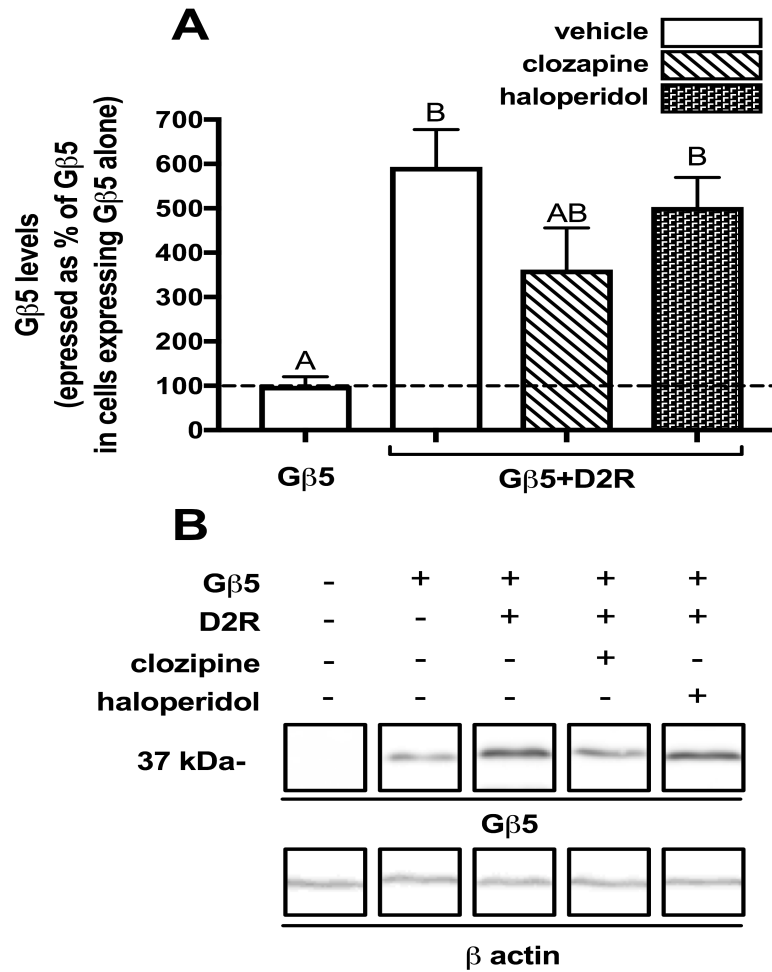 A
vehicle
clozapine
haloperidol
Gβ5 levels
(epressed as % of Gβ5
in cells expressing Gβ5 alone)
700
600
500
400
300
200
100
0
A
B
AB
B
Gβ5
Gβ5+D2R
B
Gβ5 - + + + +
D2R - - + + +
clozipine - - - + -
haloperidol - - - - +
37 kDa-
Gβ5
β actin